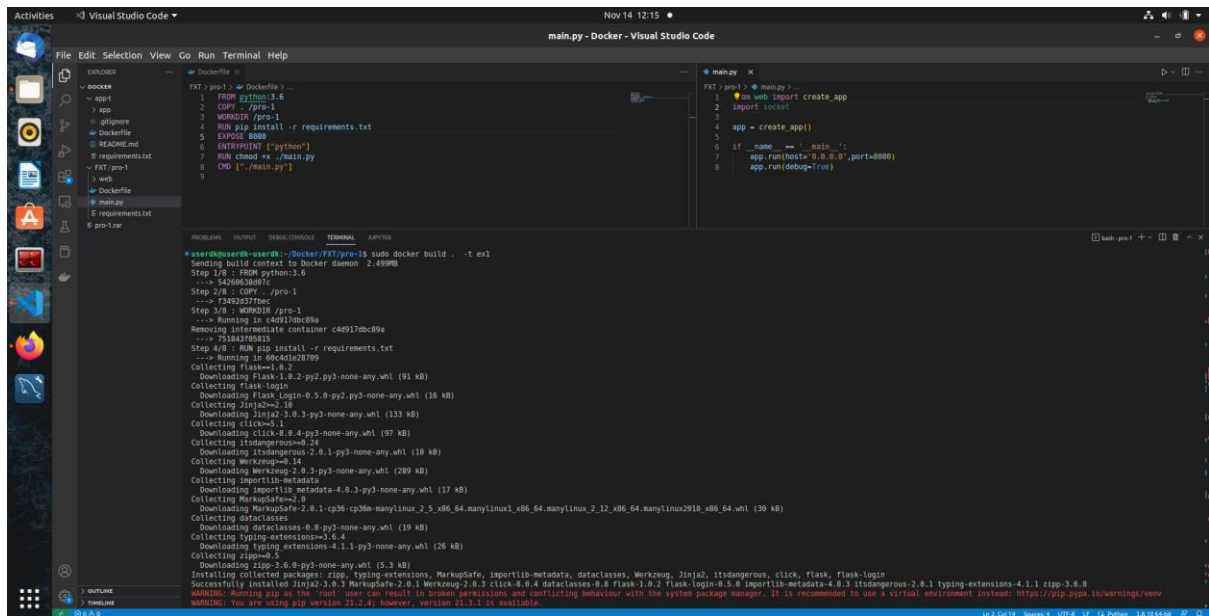 Activities
Visual Studio Code
Nov 14 12:15
main.py - Docker - Visual Studio Code
File Edit Selection View Go Run Terminal Help
EXPLORER
DOCKER
app-t
app
.gitignore
Dockerfile
README.md
requirements.txt
FXT / pro-1
web
Dockerfile
main.py
requirements.txt
pro-1.rar
OUTLINE
TIMELINE
Dockerfile
FXT > pro-1 > Dockerfile > ...
1 FROM python:3.6
2 COPY . /pro-1
3 WORKDIR /pro-1
4 RUN pip install -r requirements.txt
5 EXPOSE 8080
6 ENTRYPOINT ["python"]
7 RUN chmod +x ./main.py
8 CMD ["./main.py"]
9
main.py
FXT > pro-1 > main.py > ...
1 om web import create_app
2 import socket
3
4 app = create_app()
5
6 if __name__ == '__main__':
7 app.run(host='0.0.0.0',port=8080)
8 app.run(debug=True)
PROBLEMS OUTPUT DEBUG CONSOLE TERMINAL JUPYTER
bash - pro-1
userdk@userdk-userdk:~/Docker/FXT/pro-1$ sudo docker build . -t ex1
Sending build context to Docker daemon 2.499MB
Step 1/8 : FROM python:3.6
---> 54260638d07c
Step 2/8 : COPY . /pro-1
---> f3492d37fbec
Step 3/8 : WORKDIR /pro-1
---> Running in c4d917dbc89a
Removing intermediate container c4d917dbc89a
---> 751843f05815
Step 4/8 : RUN pip install -r requirements.txt
---> Running in 60c4d1e28709
Collecting flask==1.0.2
Downloading Flask-1.0.2-py2.py3-none-any.whl (91 kB)
Collecting flask-login
Downloading Flask_Login-0.5.0-py2.py3-none-any.whl (16 kB)
Collecting Jinja2>=2.10
Downloading Jinja2-3.0.3-py3-none-any.whl (133 kB)
Collecting click>=5.1
Downloading click-8.0.4-py3-none-any.whl (97 kB)
Collecting itsdangerous>=0.24
Downloading itsdangerous-2.0.1-py3-none-any.whl (18 kB)
Collecting Werkzeug>=0.14
Downloading Werkzeug-2.0.3-py3-none-any.whl (289 kB)
Collecting importlib-metadata
Downloading importlib_metadata-4.8.3-py3-none-any.whl (17 kB)
Collecting MarkupSafe>=2.0
Downloading MarkupSafe-2.0.1-cp36-cp36m-manylinux_2_5_x86_64.manylinux1_x86_64.manylinux_2_12_x86_64.manylinux2010_x86_64.whl (30 kB)
Collecting dataclasses
Downloading dataclasses-0.8-py3-none-any.whl (19 kB)
Collecting typing-extensions>=3.6.4
Downloading typing_extensions-4.1.1-py3-none-any.whl (26 kB)
Collecting zipp>=0.5
Downloading zipp-3.6.0-py3-none-any.whl (5.3 kB)
Installing collected packages: zipp, typing-extensions, MarkupSafe, importlib-metadata, dataclasses, Werkzeug, Jinja2, itsdangerous, click, flask, flask-login
Successfully installed Jinja2-3.0.3 MarkupSafe-2.0.1 Werkzeug-2.0.3 click-8.0.4 dataclasses-0.8 flask-1.0.2 flask-login-0.5.0 importlib-metadata-4.8.3 itsdangerous-2.0.1 typing-extensions-4.1.1 zipp-3.6.0
WARNING: Running pip as the 'root' user can result in broken permissions and conflicting behaviour with the system package manager. It is recommended to use a virtual environment instead: https://pip.pypa.io/warnings/venv
WARNING: You are using pip version 21.2.4; however, version 21.3.1 is available.
Ln 2, Col 14 Spaces: 4 UTF-8 LF Python 3.8.10 64-bit